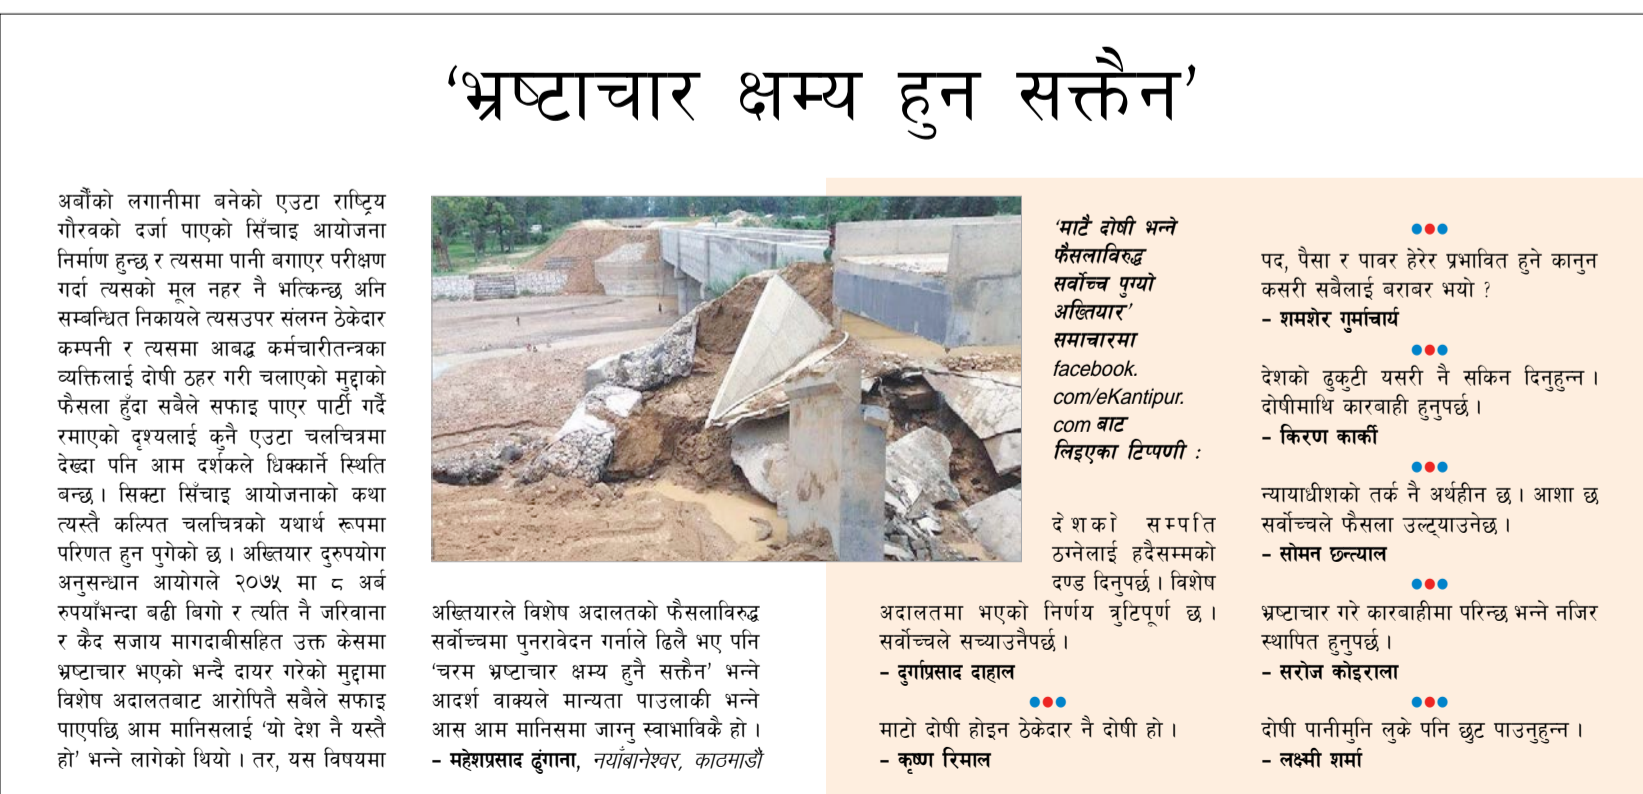 ‘भ्रष्टाचार क्षम्य हुन सक्तैन’
अर्बौंको लगानीमा बनेको एउटा राष्ट्रिय
गौरवको दर्जा पाएको सिँचाइ आयोजना
निर्माण हुन्छ र त्यसमा पानी बगाएर परीक्षण
गर्दा त्यसको मूल नहर नै भत्किन्छ अनि
सम्बन्धित निकायले त्यसउपर संलग्न ठेकेदार
कम्पनी र त्यसमा आबद्ध कर्मचारीतन्त्रका
व्यक्तिलाई दोषी ठहर गरी चलाएको मुद्दाको
फैसला हुँदा सबैले सफाइ पाएर पार्टी गर्दै
रमाएको दृश्यलाई कुनै एउटा चलचित्रमा
देख्दा पनि आम दर्शकले धिक्कार्ने स्थिति
बन्छ । सिक्टा सिँचाइ आयोजनाको कथा
त्यस्तै कल्पित चलचित्रको यथार्थ रूपमा
परिणत हुन पुगेको छ । अख्तियार दुरुपयोग
अनुसन्धान आयोगले २०७५ मा ८ अर्ब
रुपयाँभन्दा बढी बिगो र त्यति नै जरिवाना
र कैद सजाय मागदाबीसहित उक्त केसमा
भ्रष्टाचार भएको भन्दै दायर गरेको मुद्दामा
विशेष अदालतबाट आरोपितै सबैले सफाइ
पाएपछि आम मानिसलाई ‘यो देश नै यस्तै
हो’ भन्ने लागेको थियो । तर, यस विषयमा
अख्तियारले विशेष अदालतको फैसलाविरुद्ध
सर्वोच्चमा पुनरावेदन गर्नाले ढिलै भए पनि
‘चरम भ्रष्टाचार क्षम्य हुनै सक्तैन’ भन्ने
आदर्श वाक्यले मान्यता पाउलाकी भन्ने
आस आम मानिसमा जाग्नु स्वाभाविकै हो ।
– महेशप्रसाद ढुंगाना, नयाँबानेश्वर, काठमाडौं
‘माटै दोषी भन्ने
फैसलाविरुद्ध
सर्वोच्च पुग्यो
अख्तियार’
समाचारमा
facebook.
com/eKantipur.
com बाट
लिइएका टिप्पणी :
देशको सम्पति
ठग्नेलाई हदैसम्मको
दण्ड दिनुपर्छ । विशेष
अदालतमा भएको निर्णय त्रुटिपूर्ण छ ।
सर्वोच्चले सच्याउनैपर्छ ।
– दुर्गाप्रसाद दाहाल
माटो दोषी होइन ठेकेदार नै दोषी हो ।
– कृष्ण रिमाल
पद, पैसा र पावर हेरेर प्रभावित हुने कानुन
कसरी सबैलाई बराबर भयो ?
– शमशेर गुर्माचार्य
देशको ढुकुटी यसरी नै सकिन दिनुहुन्न ।
दोषीमाथि कारबाही हुनुपर्छ ।
– किरण कार्की
न्यायाधीशको तर्क नै अर्थहीन छ । आशा छ
सर्वोच्चले फैसला उल्ट्याउनेछ ।
– सोमन छन्त्याल
भ्रष्टाचार गरे कारबाहीमा परिन्छ भन्ने नजिर
स्थापित हुनुपर्छ ।
– सरोज कोइराला
दोषी पानीमुनि लुके पनि छुट पाउनुहुन्न ।
– लक्ष्मी शर्मा